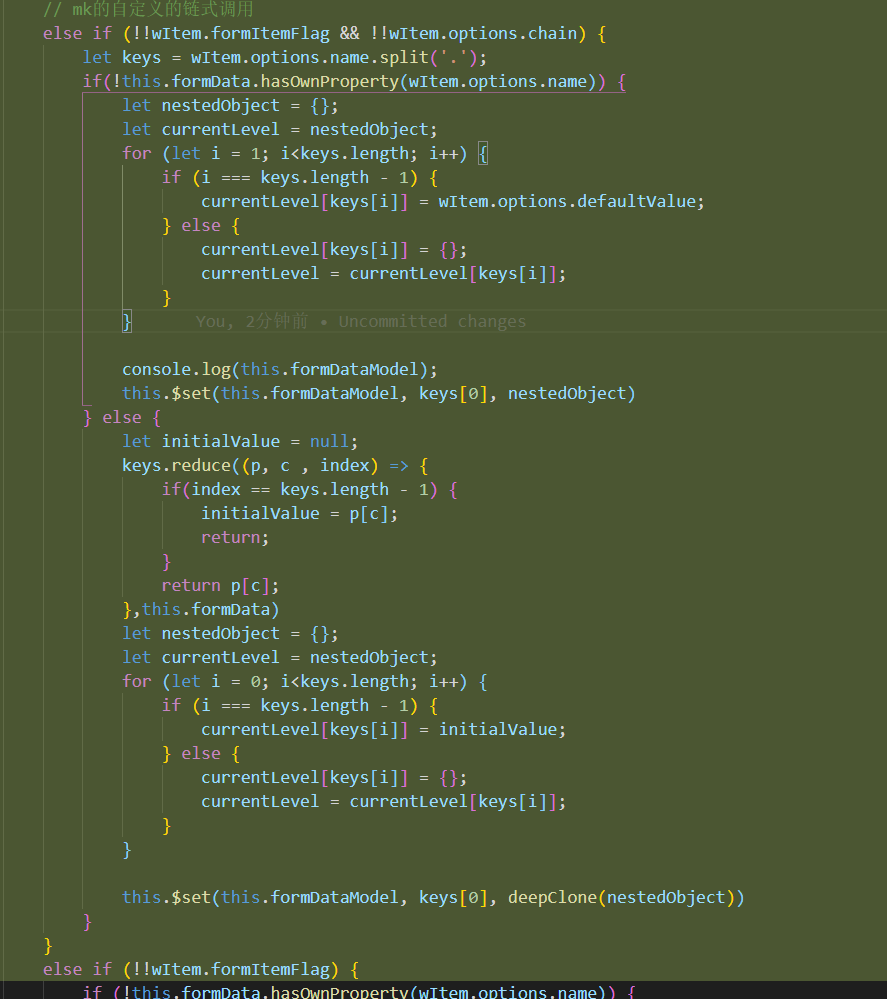 // mk的自定义的链式调用
else if (!!wItem.formItemFlag && !!wItem.options.chain) {
let keys = wItem.options.name.split('.');
if(!this.formData.hasOwnProperty(wItem.options.name)) {
let nestedObject = {};
let currentLevel = nestedObject;
for (let i = 1; i<keys.length; i++) {
if (i === keys.length - 1) {
currentLevel[keys[i]] = wItem.options.defaultValue;
} else {
currentLevel[keys[i]] = {};
currentLevel = currentLevel[keys[i]];
}
} You, 2分钟前 • Uncommitted changes
console.log(this.formDataModel);
this.$set(this.formDataModel, keys[0], nestedObject)
} else {
let initialValue = null;
keys.reduce((p, c , index) => {
if(index == keys.length - 1) {
initialValue = p[c];
return;
}
return p[c];
},this.formData)
let nestedObject = {};
let currentLevel = nestedObject;
for (let i = 0; i<keys.length; i++) {
if (i === keys.length - 1) {
currentLevel[keys[i]] = initialValue;
} else {
currentLevel[keys[i]] = {};
currentLevel = currentLevel[keys[i]];
}
}
this.$set(this.formDataModel, keys[0], deepClone(nestedObject))
}
}
else if (!!wItem.formItemFlag) {
if (!this.formData.hasOwnProperty(wItem.options.name)) {